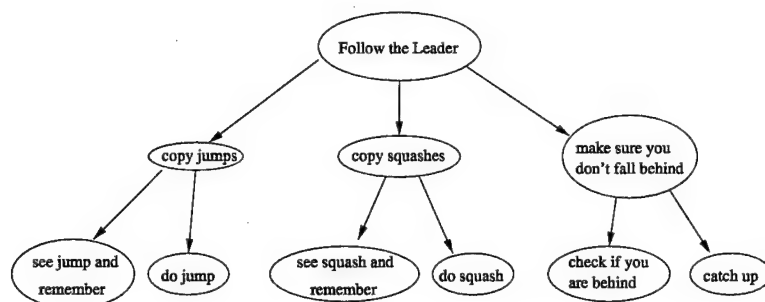 Follow the Leader
copy jumps
copy squashes
make sure you
don't fall behind
see jump and
remember
do jump
see squash and
remember
do squash
check if you
are behind
catch up